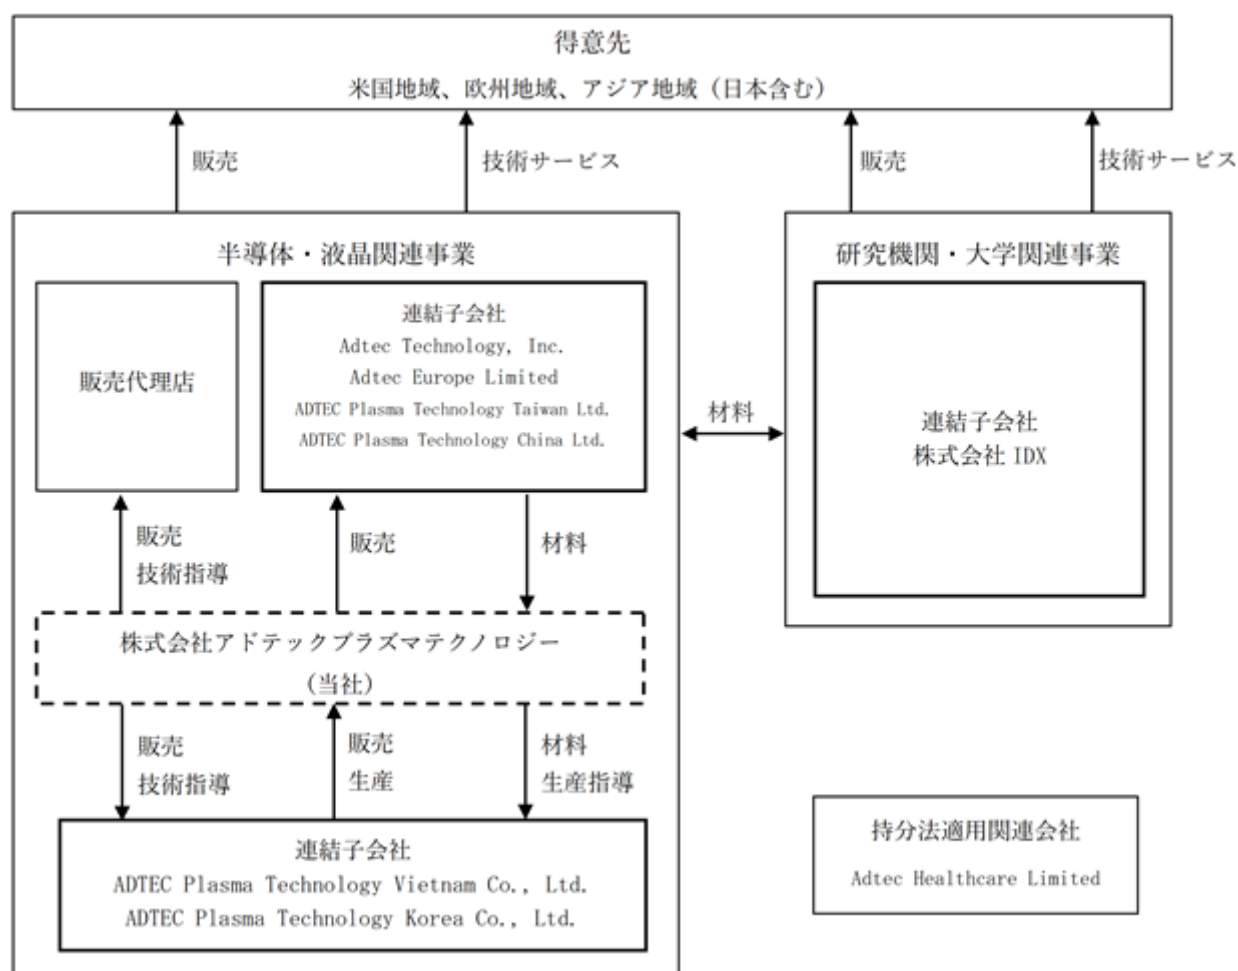 得意先
米国地域、欧州地域、アジア地域（日本含む）
販売
技術サービス
販売
技術サービス
半導体・液晶関連事業
販売代理店
連結子会社
Adtec Technology, Inc.
Adtec Europe Limited
ADTEC Plasma Technology Taiwan Ltd.
ADTEC Plasma Technology China Ltd.
販売
技術指導
販売
材料
株式会社アドテックプラズマテクノロジー
（当社）
販売
技術指導
販売
生産
材料
生産指導
連結子会社
ADTEC Plasma Technology Vietnam Co., Ltd.
ADTEC Plasma Technology Korea Co., Ltd.
材料
研究機関・大学関連事業
連結子会社
株式会社 IDX
持分法適用関連会社
Adtec Healthcare Limited